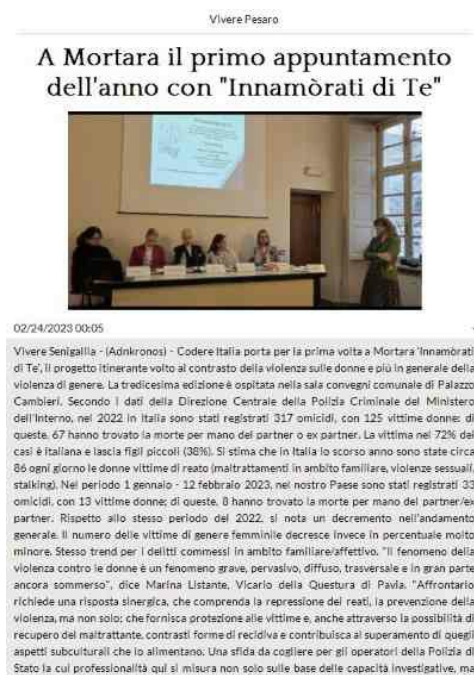 Vivere Pesaro
A Mortara il primo appuntamento
dell'anno con "Innamòrati di Te"
02/24/2023 00:05
Vivere Senigallia - (Adnkronos) - Codere Italia porta per la prima volta a Mortara 'Innamòrati
di Te', il progetto itinerante volto al contrasto della violenza sulle donne e più in generale della
violenza di genere. La tredicesima edizione è ospitata nella sala convegni comunale di Palazzo
Cambieri. Secondo i dati della Direzione Centrale della Polizia Criminale del Ministero
dell'Interno, nel 2022 in Italia sono stati registrati 317 omicidi, con 125 vittime donne: di
queste, 67 hanno trovato la morte per mano del partner o ex partner. La vittima nel 72% dei
casi è italiana e lascia figli piccoli (38%). Si stima che in Italia lo scorso anno sono state circa
86 ogni giorno le donne vittime di reato (maltrattamenti in ambito familiare, violenze sessuali,
stalking). Nel periodo 1 gennaio - 12 febbraio 2023, nel nostro Paese sono stati registrati 33
omicidi, con 13 vittime donne; di queste, 8 hanno trovato la morte per mano del partner/ex
partner. Rispetto allo stesso periodo del 2022, si nota un decremento nell'andamento
generale. Il numero delle vittime di genere femminile decresce invece in percentuale molto
minore. Stesso trend per i delitti commessi in ambito familiare/affettivo. "Il fenomeno della
violenza contro le donne è un fenomeno grave, pervasivo, diffuso, trasversale e in gran parte
ancora sommerso", dice Marina Listante, Vicario della Questura di Pavia. "Affrontarlo
richiede una risposta sinergica, che comprenda la repressione dei reati, la prevenzione della
violenza, ma non solo; che fornisca protezione alle vittime e, anche attraverso la possibilità di
recupero del maltrattante, contrasti forme di recidiva e contribuisca al superamento di quegli
aspetti subculturali che lo alimentano. Una sfida da cogliere per gli operatori della Polizia di
Stato la cui professionalità qui si misura non solo sulle base delle capacità investigative, ma